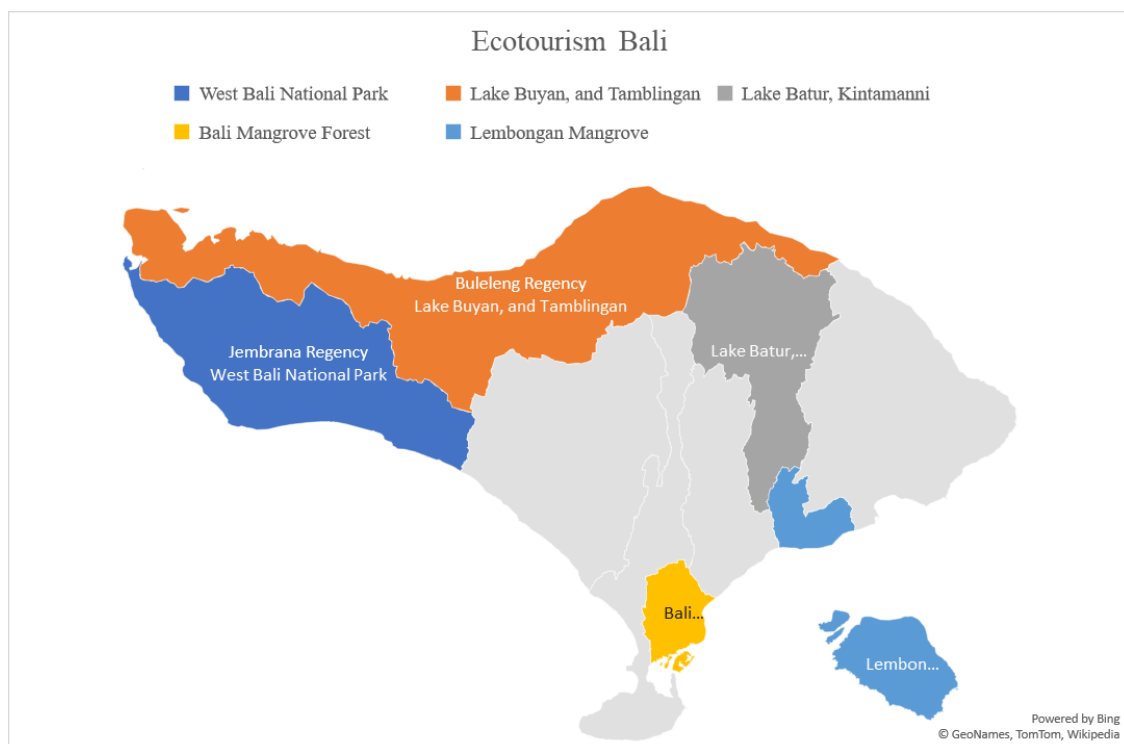 Ecotourism Bali
West Bali National Park
Lake Buyan, and Tamblingan
Lake Batur, Kintamanni
Bali Mangrove Forest
Lembongan Mangrove
Buleleng Regency
Lake Buyan, and Tamblingan
Jembrana Regency
West Bali National Park
Lake Batur,...
Bali...
Lembon...
Powered by Bing
© GeoNames, TomTom, Wikipedia